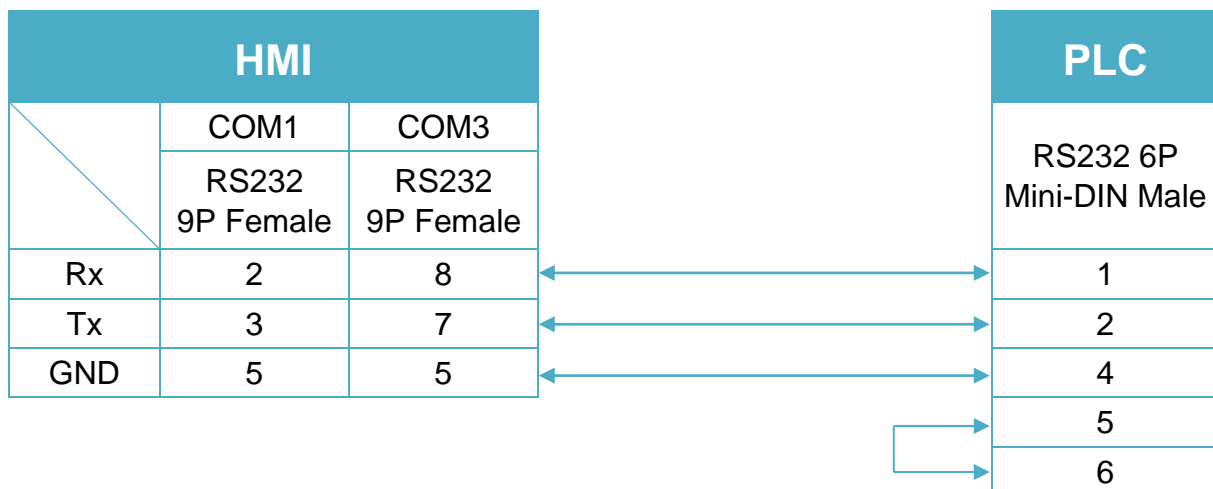 HMI
PLC
COM1 COM3
RS232
9P Female
RS232
9P Female
RS232 6P
Mini-DIN Male
Rx 2 8 1
Tx 3 7 2
GND 5 5 4
5
6